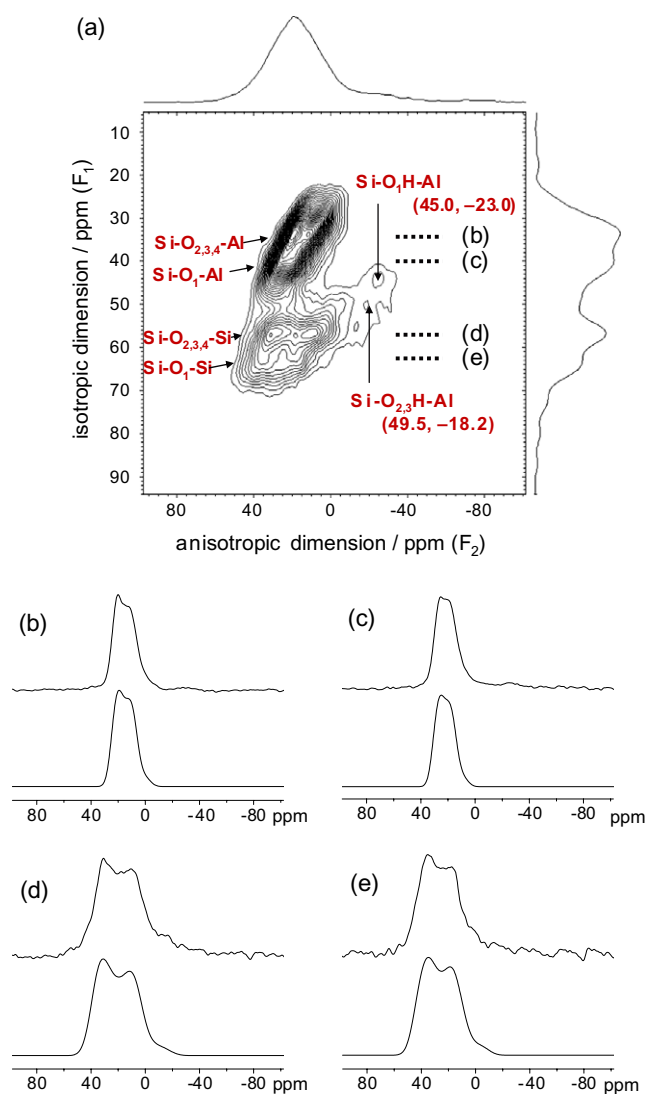 (a)
10
20
30
40
50
60
70
80
90
isotropic dimension / ppm (F₁)
Si-O₁H-Al
(45.0, −23.0)
Si-O₂,₃,₄-Al
Si-O₁-Al
Si-O₂,₃,₄-Si
Si-O₁-Si
(b)
(c)
(d)
(e)
Si-O₂,₃H-Al
(49.5, −18.2)
80 40 0 -40 -80
anisotropic dimension / ppm (F₂)
(b)
80 40 0 -40 -80 ppm
(c)
80 40 0 -40 -80 ppm
(d)
80 40 0 -40 -80 ppm
(e)
80 40 0 -40 -80 ppm